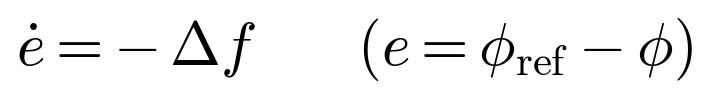 ė = − Δf (e = ϕ_ref − ϕ)